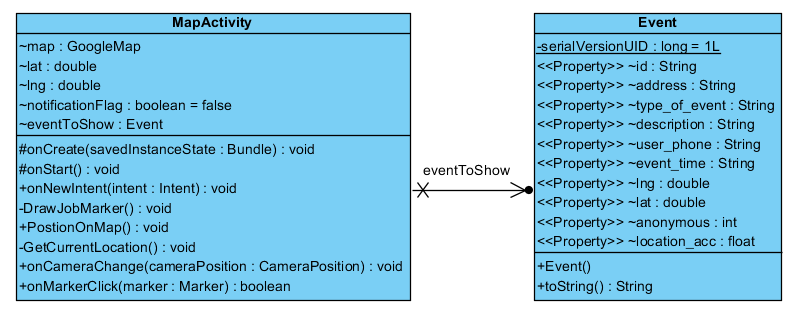 MapActivity
~map : GoogleMap
~lat : double
~lng : double
~notificationFlag : boolean = false
~eventToShow : Event
#onCreate(savedInstanceState : Bundle) : void
#onStart() : void
+onNewIntent(intent : Intent) : void
-DrawJobMarker() : void
+PostionOnMap() : void
-GetCurrentLocation() : void
+onCameraChange(cameraPosition : CameraPosition) : void
+onMarkerClick(marker : Marker) : boolean
eventToShow
Event
-serialVersionUID : long = 1L
<<Property>> ~id : String
<<Property>> ~address : String
<<Property>> ~type_of_event : String
<<Property>> ~description : String
<<Property>> ~user_phone : String
<<Property>> ~event_time : String
<<Property>> ~lng : double
<<Property>> ~lat : double
<<Property>> ~anonymous : int
<<Property>> ~location_acc : float
+Event()
+toString() : String